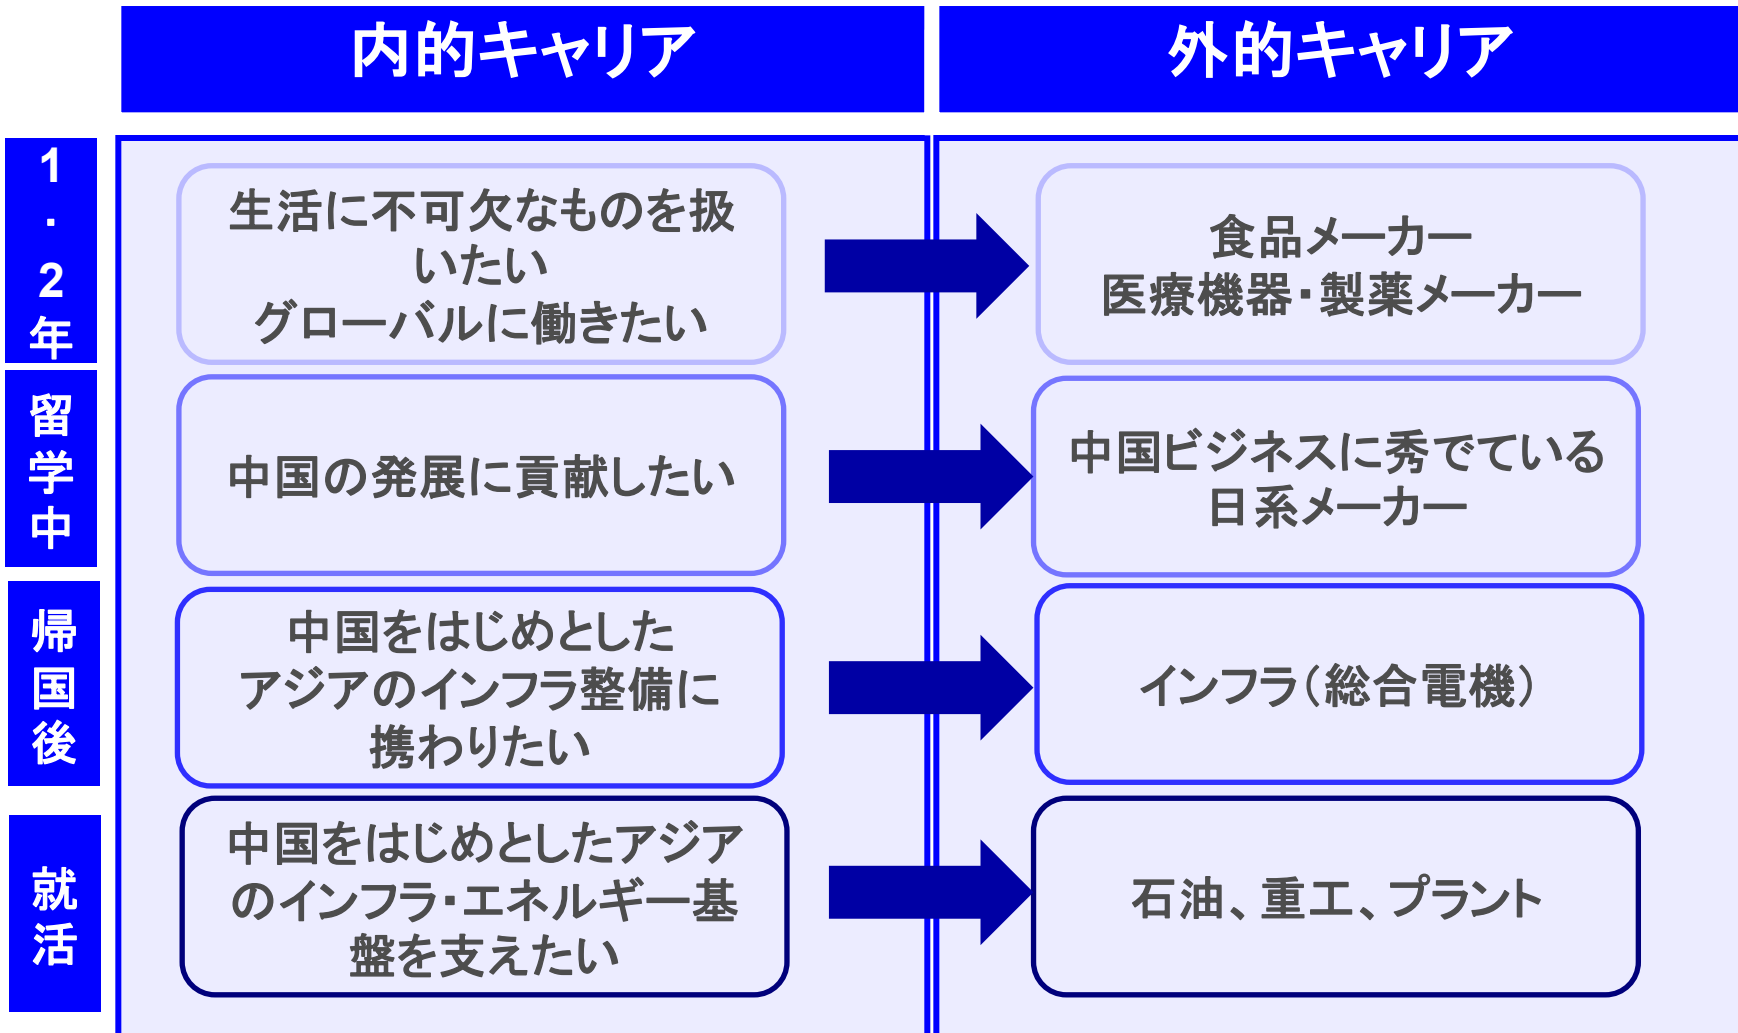 内的キャリア
外的キャリア
1・2年
生活に不可欠なものを扱
いたい
グローバルに働きたい
食品メーカー
医療機器・製薬メーカー
留学中
中国の発展に貢献したい
中国ビジネスに秀でている
日系メーカー
帰国後
中国をはじめとした
アジアのインフラ整備に
携わりたい
インフラ(総合電機)
就活
中国をはじめとしたアジア
のインフラ・エネルギー基
盤を支えたい
石油、重工、プラント